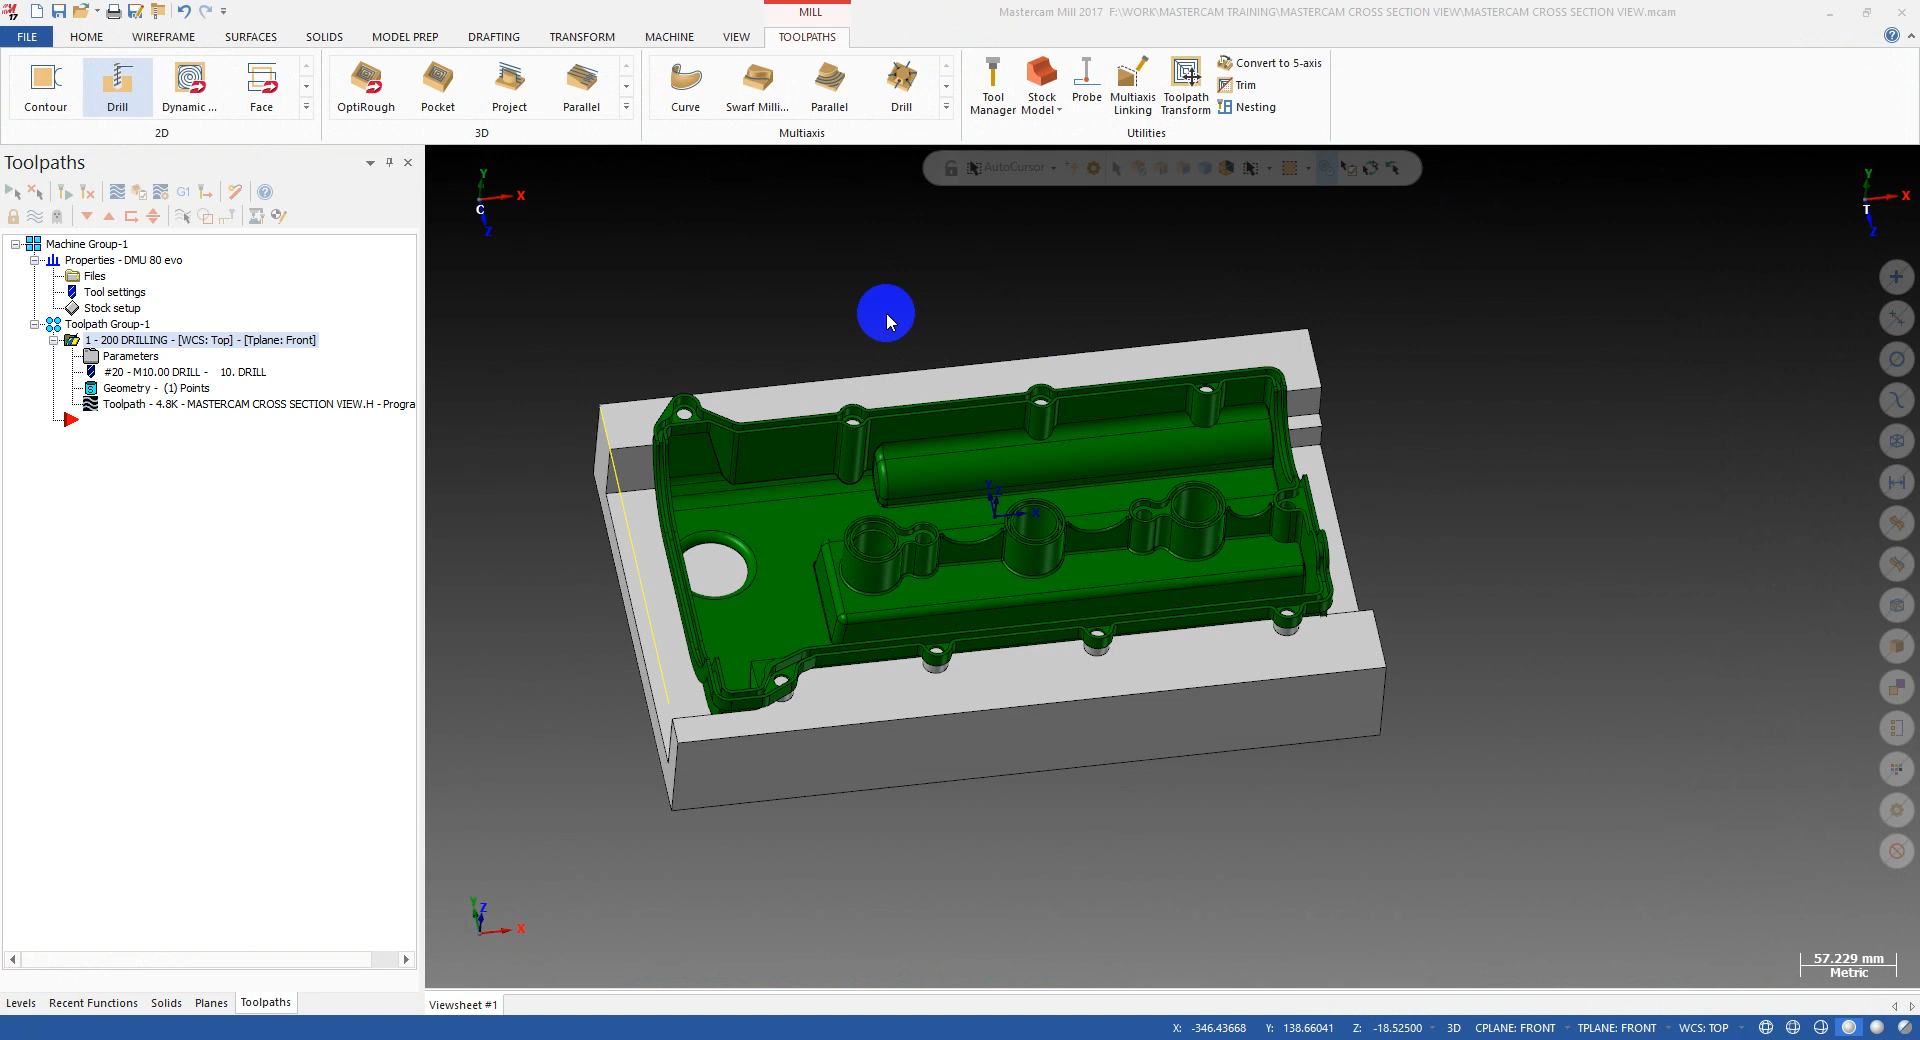 MILL
Mastercam Mill 2017  F:\WORK\MASTERCAM TRAINING\MASTERCAM CROSS SECTION VIEW\MASTERCAM CROSS SECTION VIEW.mcam
FILE HOME WIREFRAME SURFACES SOLIDS MODEL PREP DRAFTING TRANSFORM MACHINE VIEW TOOLPATHS
Contour Drill Dynamic ... Face OptiRough Pocket Project Parallel Curve Swarf Milli... Parallel Drill
Tool Manager Stock Model Probe Multiaxis Linking Toolpath Transform
Convert to 5-axis
Trim
Nesting
2D 3D Multiaxis Utilities
Toolpaths
AutoCursor
Machine Group-1
Properties - DMU 80 evo
Files
Tool settings
Stock setup
Toolpath Group-1
1 - 200 DRILLING - [WCS: Top] - [Tplane: Front]
Parameters
#20 - M10.00 DRILL - 10. DRILL
Geometry - (1) Points
Toolpath - 4.8K - MASTERCAM CROSS SECTION VIEW.H - Progra
Y
X
C
Z
Y
X
T
Z
Y
Z
X
Y
Z
X
57.229 mm
Metric
Levels Recent Functions Solids Planes Toolpaths
Viewsheet #1
X: -346.43668 Y: 138.66041 Z: -18.52500 3D CPLANE: FRONT TPLANE: FRONT WCS: TOP